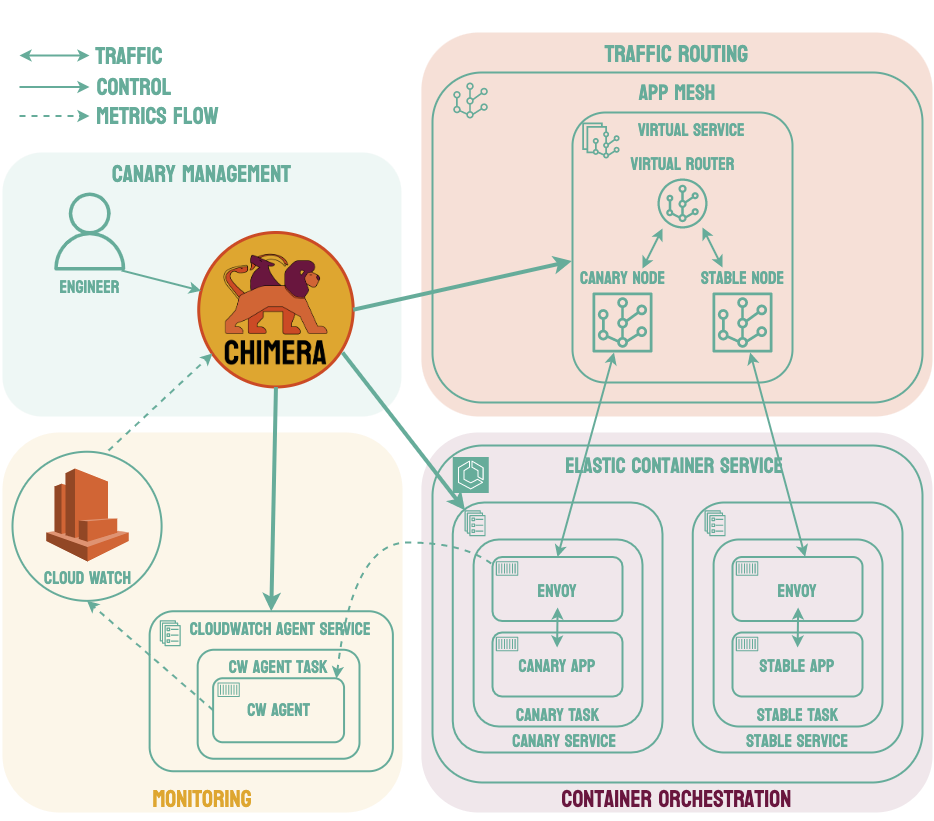 TRAFFIC
CONTROL
METRICS FLOW
TRAFFIC ROUTING
APP MESH
VIRTUAL SERVICE
VIRTUAL ROUTER
CANARY NODE
STABLE NODE
CANARY MANAGEMENT
ENGINEER
CHIMERA
CLOUD WATCH
CLOUDWATCH AGENT SERVICE
CW AGENT TASK
CW AGENT
MONITORING
ELASTIC CONTAINER SERVICE
ENVOY
CANARY APP
CANARY TASK
CANARY SERVICE
ENVOY
STABLE APP
STABLE TASK
STABLE SERVICE
CONTAINER ORCHESTRATION